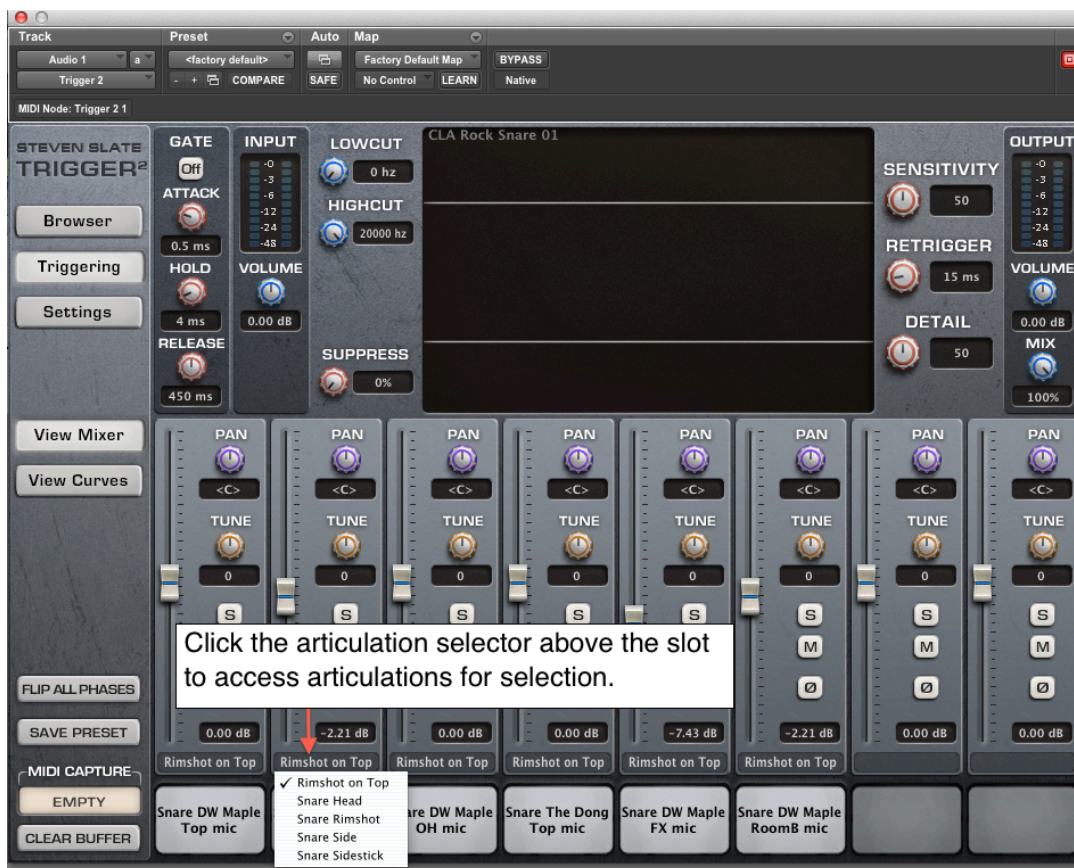 Track Preset Auto Map
Audio 1 a <factory default> Factory Default Map BYPASS
Trigger 2 - + COMPARE SAFE No Control LEARN Native
MIDI Node: Trigger 2 1
STEVEN SLATE
TRIGGER²
Browser
Triggering
Settings
View Mixer
View Curves
FLIP ALL PHASES
SAVE PRESET
MIDI CAPTURE
EMPTY
CLEAR BUFFER
GATE
Off
ATTACK
0.5 ms
HOLD
4 ms
RELEASE
450 ms
INPUT
-0
-3
-6
-12
-24
-48
VOLUME
0.00 dB
LOWCUT
0 hz
HIGHCUT
20000 hz
SUPPRESS
0%
CLA Rock Snare 01
SENSITIVITY
50
RETRIGGER
15 ms
DETAIL
50
OUTPUT
-0
-3
-6
-12
-24
-48
VOLUME
0.00 dB
MIX
100%
PAN PAN PAN PAN PAN PAN PAN PAN
<C> <C> <C> <C> <C> <C> <C> <C>
TUNE TUNE TUNE TUNE TUNE TUNE TUNE TUNE
0 0 0 0 0 0 0 0
S S S S S S S S
M M M
Ø Ø Ø
Click the articulation selector above the slot
to access articulations for selection.
0.00 dB -2.21 dB 0.00 dB 0.00 dB -7.43 dB -2.21 dB 0.00 dB 0.00 dB
Rimshot on Top Rimshot on Top Rimshot on Top Rimshot on Top Rimshot on Top Rimshot on Top
✓ Rimshot on Top
Snare Head
Snare Rimshot
Snare Side
Snare Sidestick
Snare DW Maple
Top mic
DW Maple
OH mic
Snare The Dong
Top mic
Snare DW Maple
FX mic
Snare DW Maple
RoomB mic